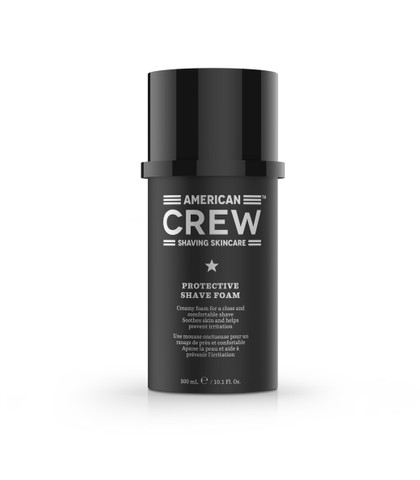 AMERICAN™
CREW
SHAVING SKINCARE
PROTECTIVE
SHAVE FOAM
Creamy foam for a close and
comfortable shave
Soothes skin and helps
prevent irritation
Une mousse onctueuse pour un
rasage de près et confortable
Apaise la peau et aide à
prévenir l'irritation
300 mL ℮ / 10.1 Fl. Oz.